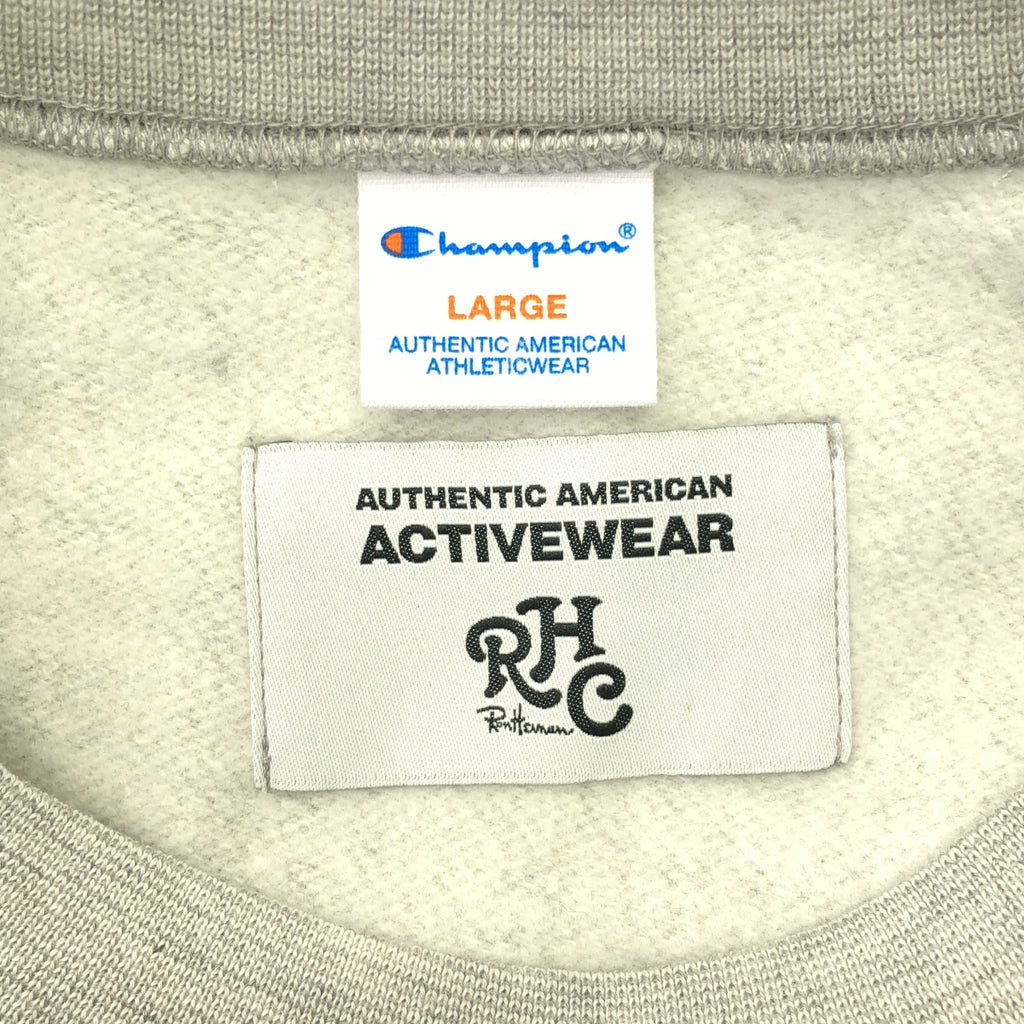 Champion®
LARGE
AUTHENTIC AMERICAN
ATHLETICWEAR
AUTHENTIC AMERICAN
ACTIVEWEAR
RHC
Ron Herman